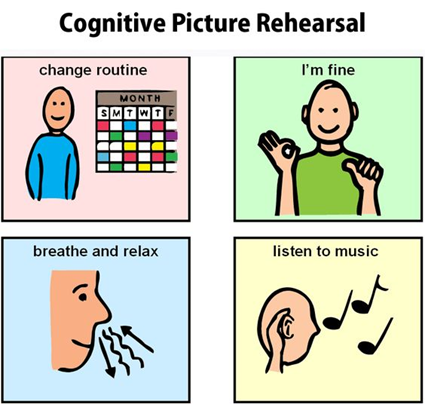 Cognitive Picture Rehearsal
change routine
MONTH
S M T W T F
I'm fine
breathe and relax
listen to music